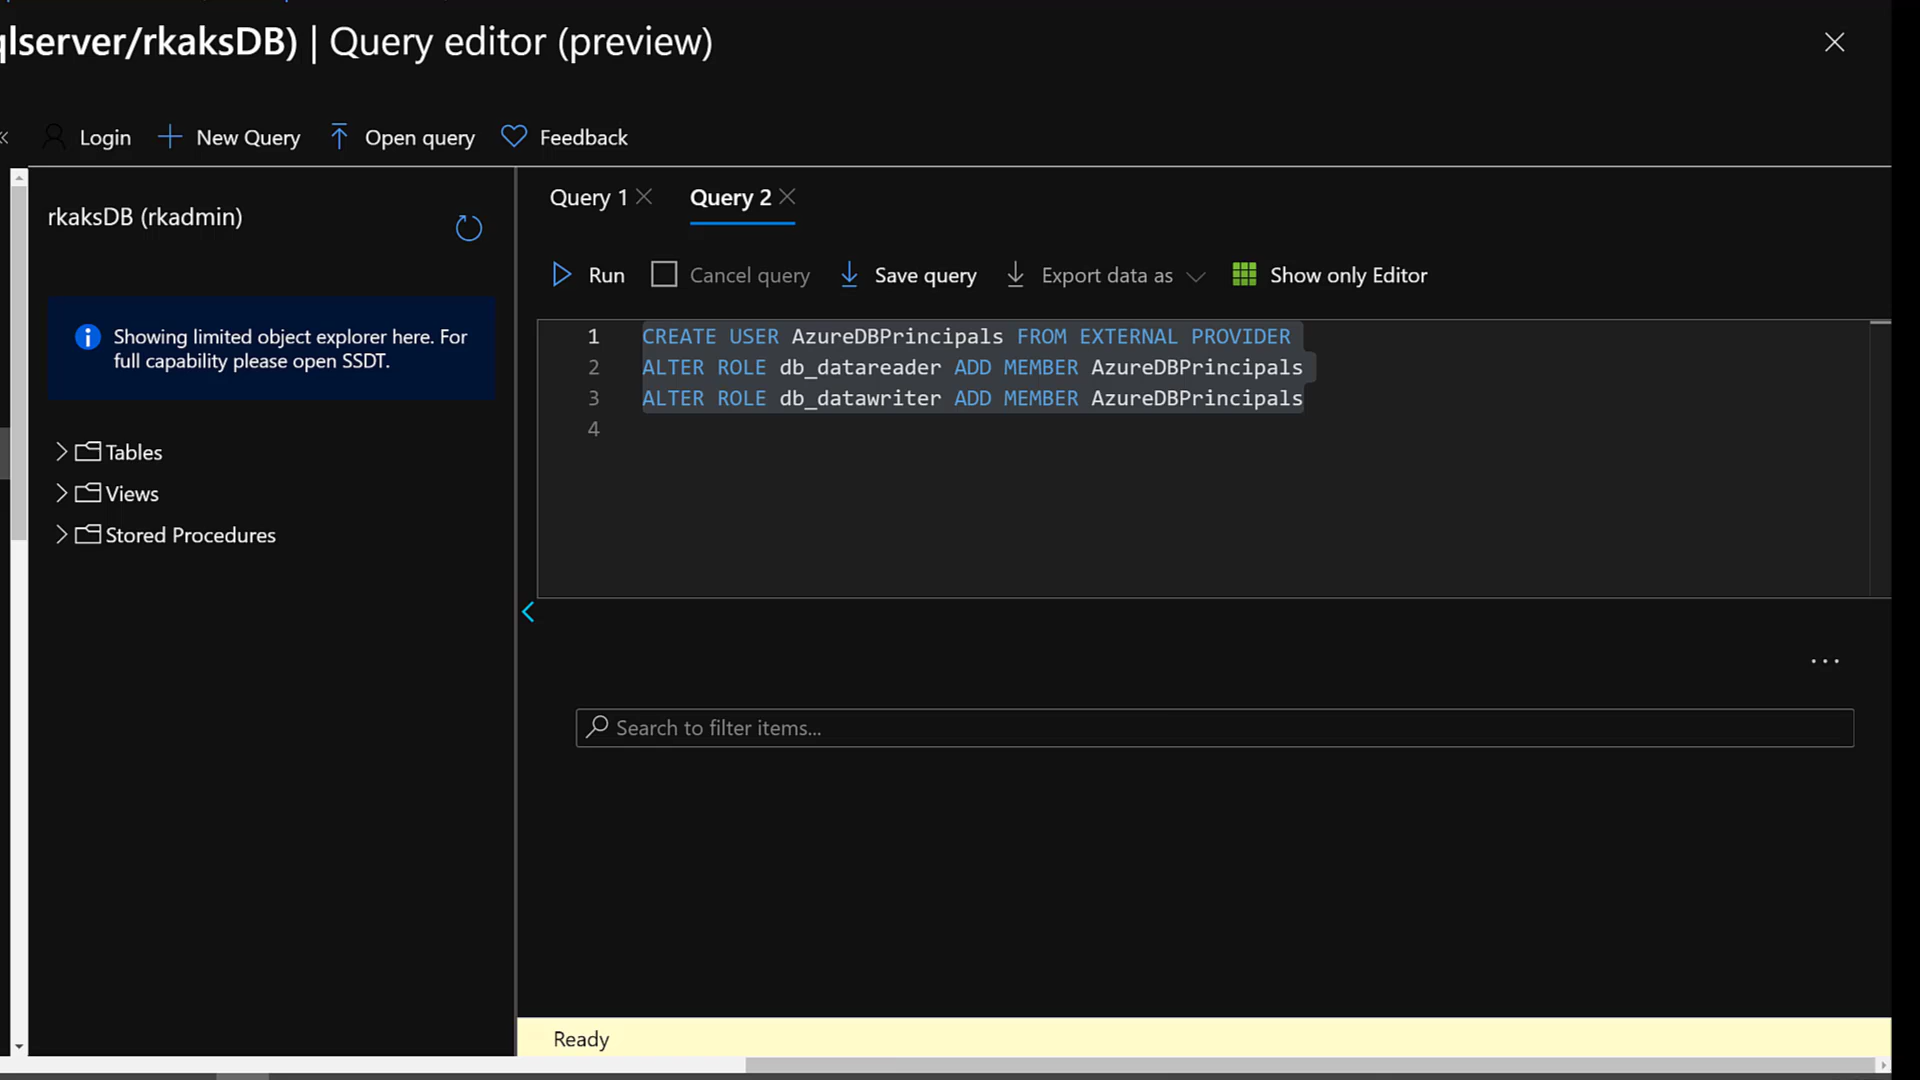 qlserver/rkaksDB) | Query editor (preview)
Login New Query Open query Feedback
rkaksDB (rkadmin)
Showing limited object explorer here. For
full capability please open SSDT.
Tables
Views
Stored Procedures
Query 1 Query 2
Run Cancel query Save query Export data as Show only Editor
1 CREATE USER AzureDBPrincipals FROM EXTERNAL PROVIDER
2 ALTER ROLE db_datareader ADD MEMBER AzureDBPrincipals
3 ALTER ROLE db_datawriter ADD MEMBER AzureDBPrincipals
4
Search to filter items...
Ready